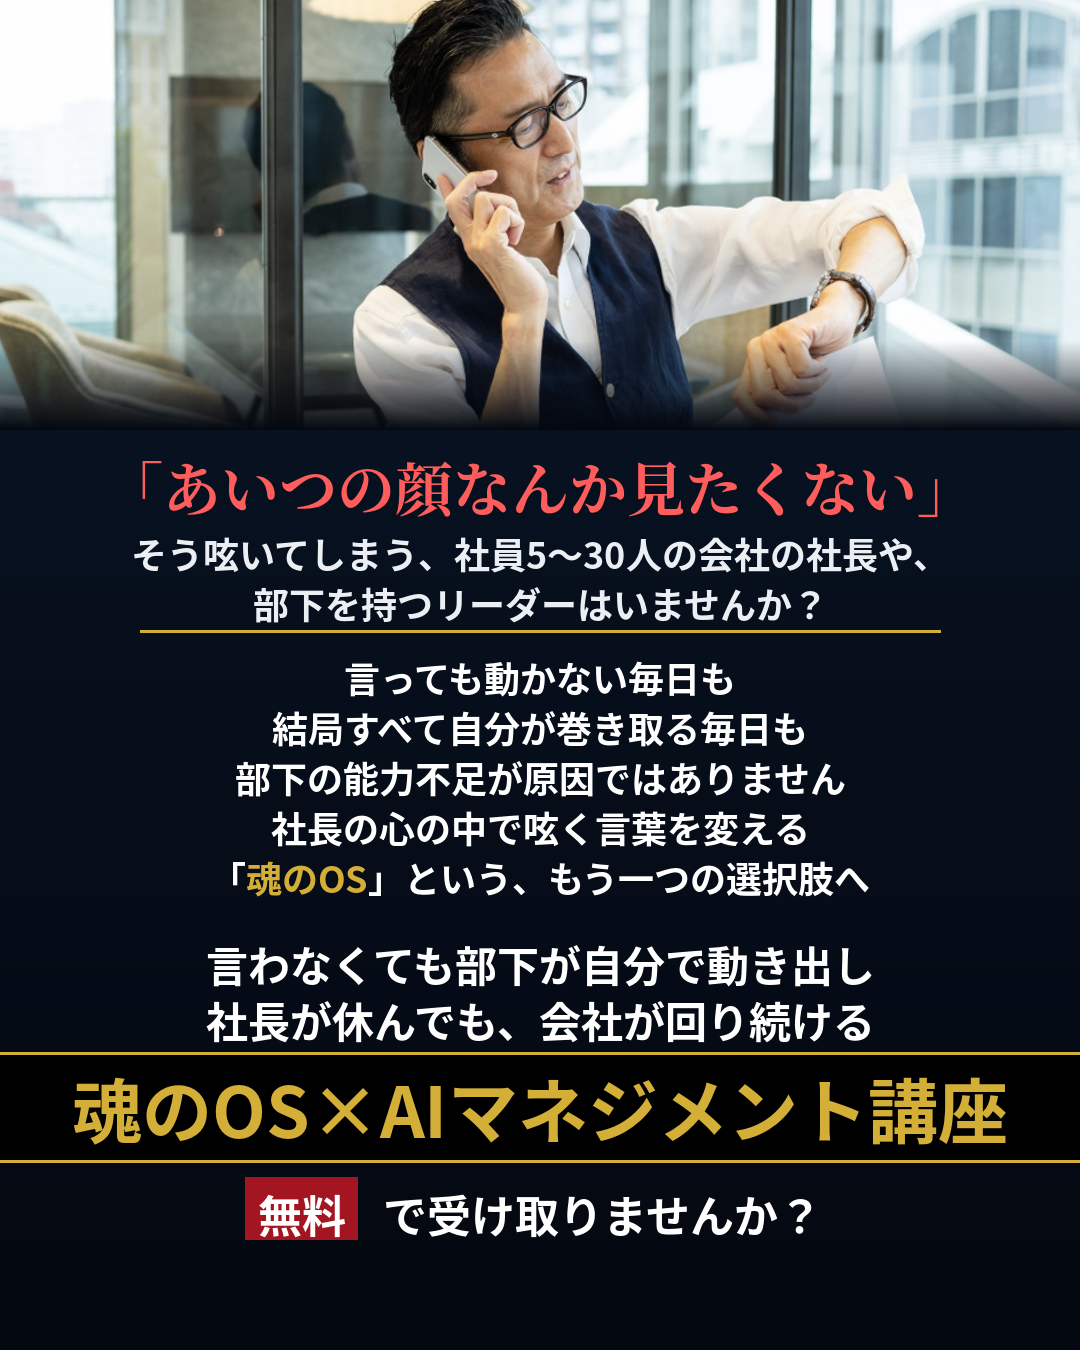 「あいつの顔なんか見たくない」
そう呟いてしまう、社員5〜30人の会社の社長や、
部下を持つリーダーはいませんか？
言っても動かない毎日も
結局すべて自分が巻き取る毎日も
部下の能力不足が原因ではありません
社長の心の中で呟く言葉を変える
「魂のOS」という、もう一つの選択肢へ
言わなくても部下が自分で動き出し
社長が休んでも、会社が回り続ける
魂のOS×AIマネジメント講座
無料 で受け取りませんか？